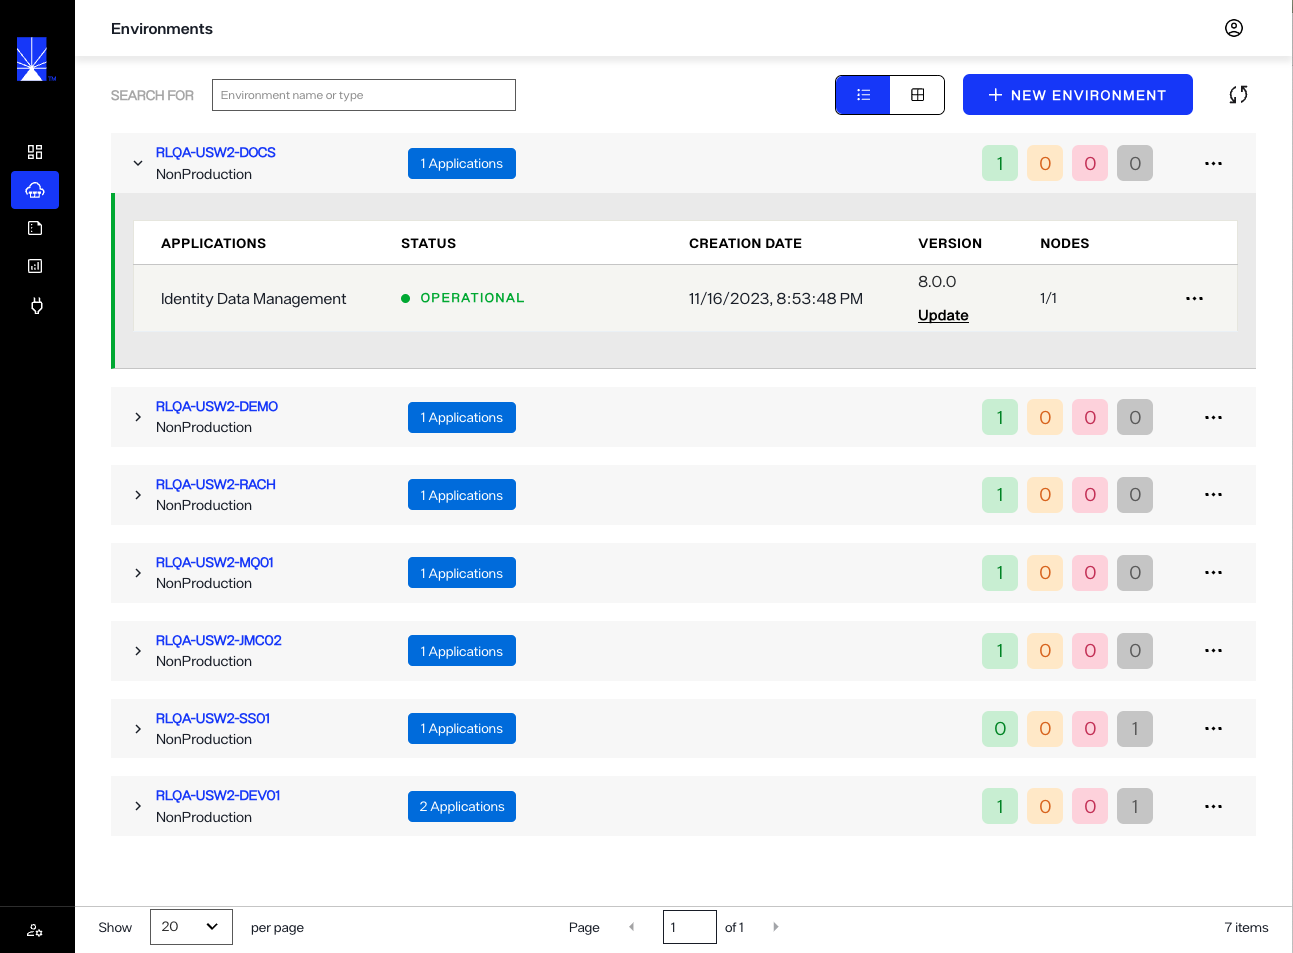 Environments
SEARCH FOR
Environment name or type
NEW ENVIRONMENT
RLQA-USW2-DOCS
NonProduction
1 Applications
1 0 0 0
APPLICATIONS STATUS CREATION DATE VERSION NODES
Identity Data Management OPERATIONAL 11/16/2023, 8:53:48 PM 8.0.0 1/1
Update
RLQA-USW2-DEMO
NonProduction
1 Applications
1 0 0 0
RLQA-USW2-RACH
NonProduction
1 Applications
1 0 0 0
RLQA-USW2-MQ01
NonProduction
1 Applications
1 0 0 0
RLQA-USW2-JMC02
NonProduction
1 Applications
1 0 0 0
RLQA-USW2-SS01
NonProduction
1 Applications
0 0 0 1
RLQA-USW2-DEV01
NonProduction
2 Applications
1 0 0 1
Show 20 per page Page 1 of 1 7 items